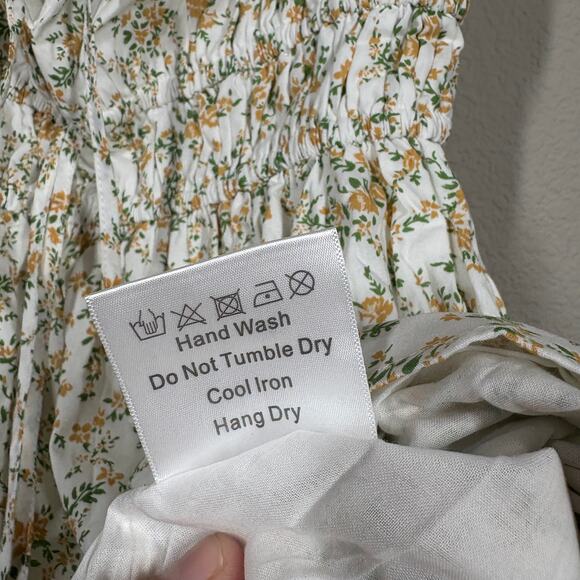 Hand Wash
Do Not Tumble Dry
Cool Iron
Hang Dry